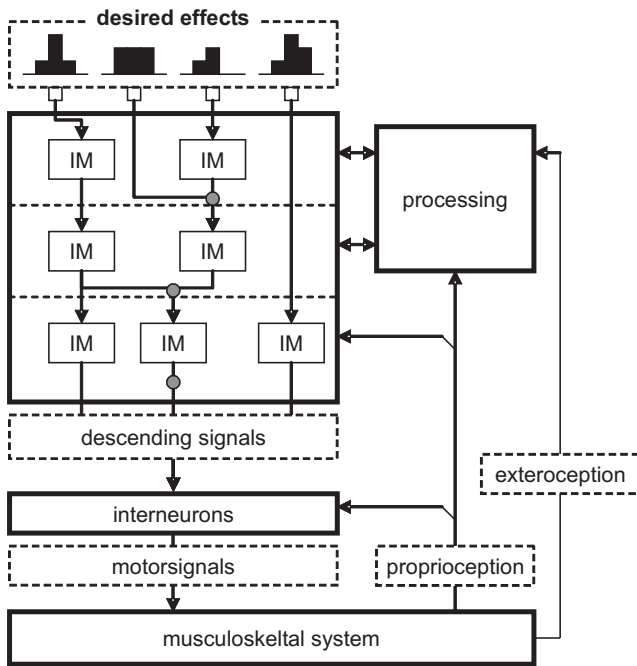 desired effects
IM
IM
processing
IM
IM
IM
IM
IM
descending signals
exteroception
interneurons
motorsignals
proprioception
musculoskeltal system